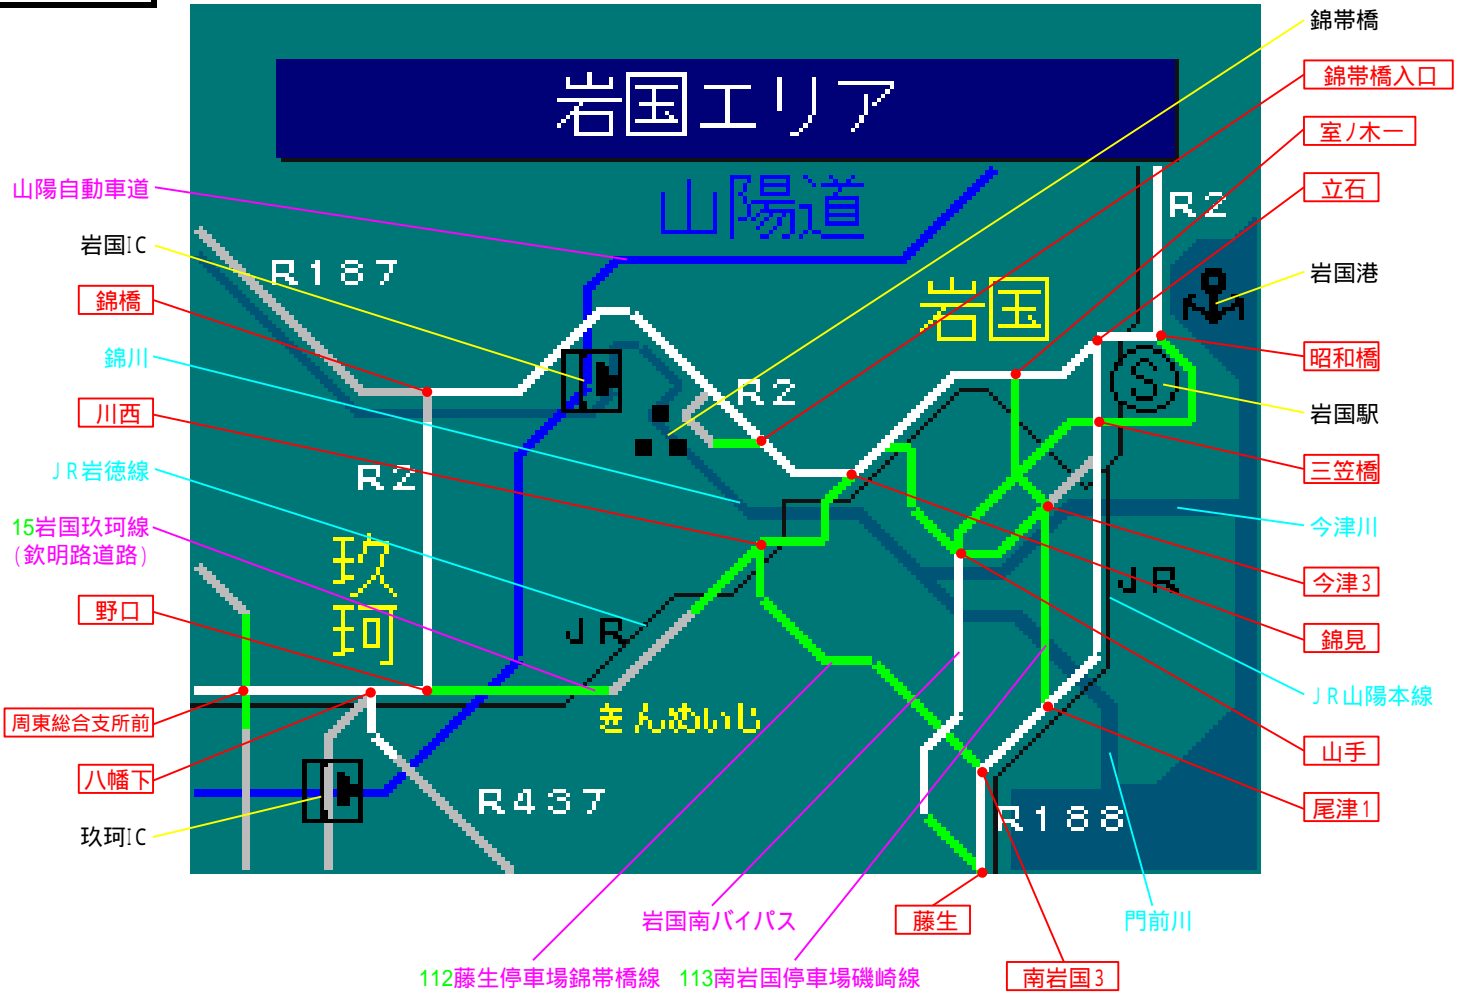 錦帯橋
岩国エリア
錦帯橋入口
室ノ木一
山陽自動車道
山陽道
立石
R2
岩国IC
R187
岩国
岩国港
錦橋
錦川
R2
昭和橋
川西
岩国駅
JR岩徳線
R2
三笠橋
15岩国玖珂線
(欽明路道路)
玖珂
今津川
JR
今津3
野口
JR
錦見
周東総合支所前
きんめいじ
JR山陽本線
八幡下
山手
R437
R188
尾津1
玖珂IC
岩国南バイパス
藤生
門前川
112藤生停車場錦帯橋線
113南岩国停車場磯崎線
南岩国3